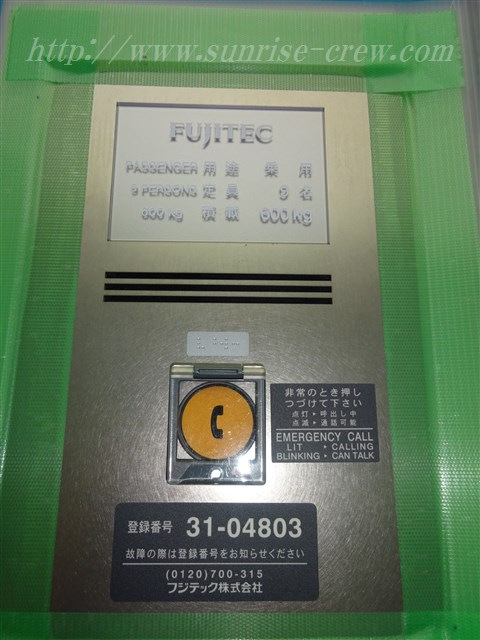 http://www.sunrise-crew.com
FUJITEC
PASSENGER 用途 乗用
9 PERSONS 定員 9名
600 kg 積載 600kg
非常のとき押し
つづけて下さい
点灯▶呼出し中
点滅▶通話可能
EMERGENCY CALL
LIT ▶ CALLING
BLINKING ▶ CAN TALK
登録番号 31-04803
故障の際は登録番号をお知らせください
(0120)700-315
フジテック株式会社